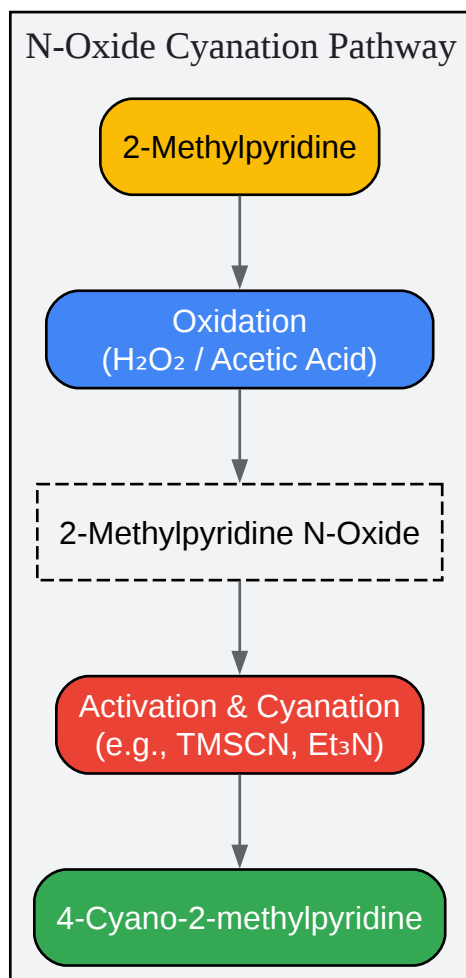 N-Oxide Cyanation Pathway
2-Methylpyridine
Oxidation
(H₂O₂ / Acetic Acid)
2-Methylpyridine N-Oxide
Activation & Cyanation
(e.g., TMSCN, Et₃N)
4-Cyano-2-methylpyridine